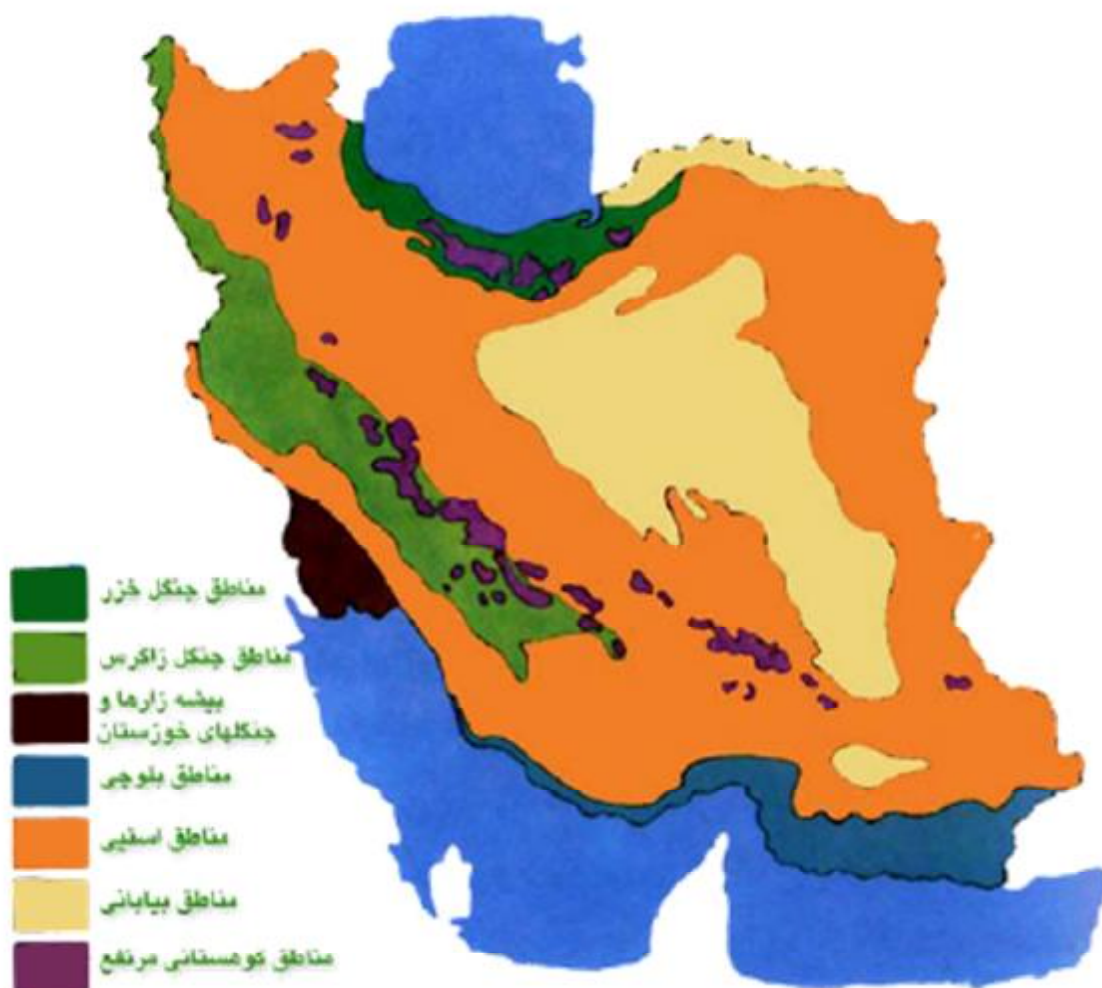 مناطق جنگل خزر
مناطق جنگل زاگرس
بیشه زارها و
جنگلهای خوزستان
مناطق بلوچی
مناطق استپی
مناطق بیابانی
مناطق کوهستانی مرتفع